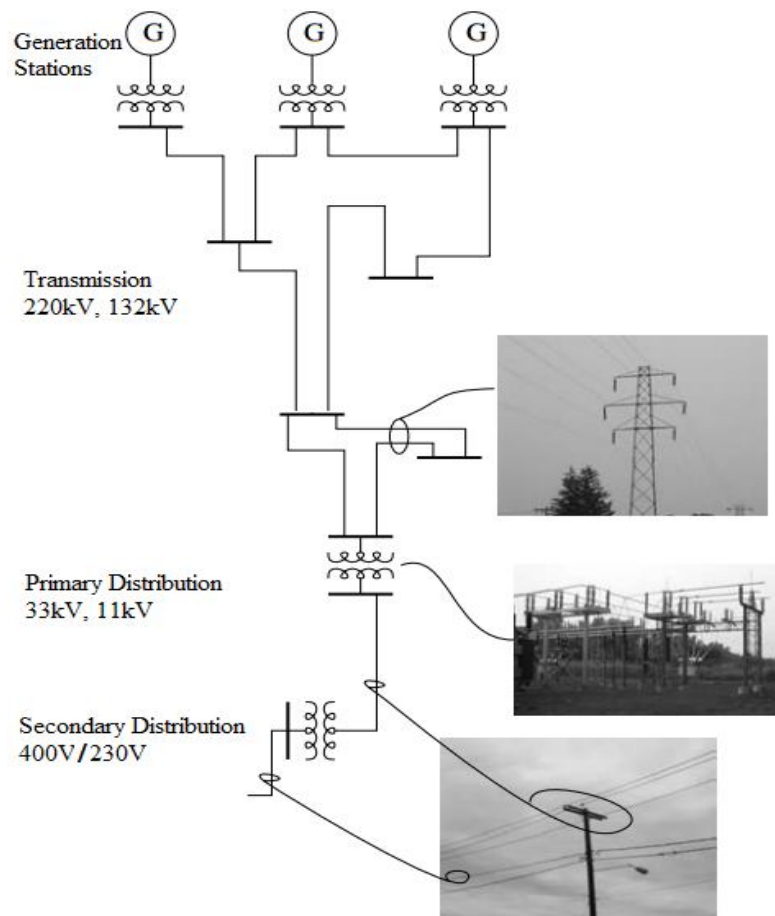 G G G
Generation
Stations
Transmission
220kV, 132kV
Primary Distribution
33kV, 11kV
Secondary Distribution
400V/230V